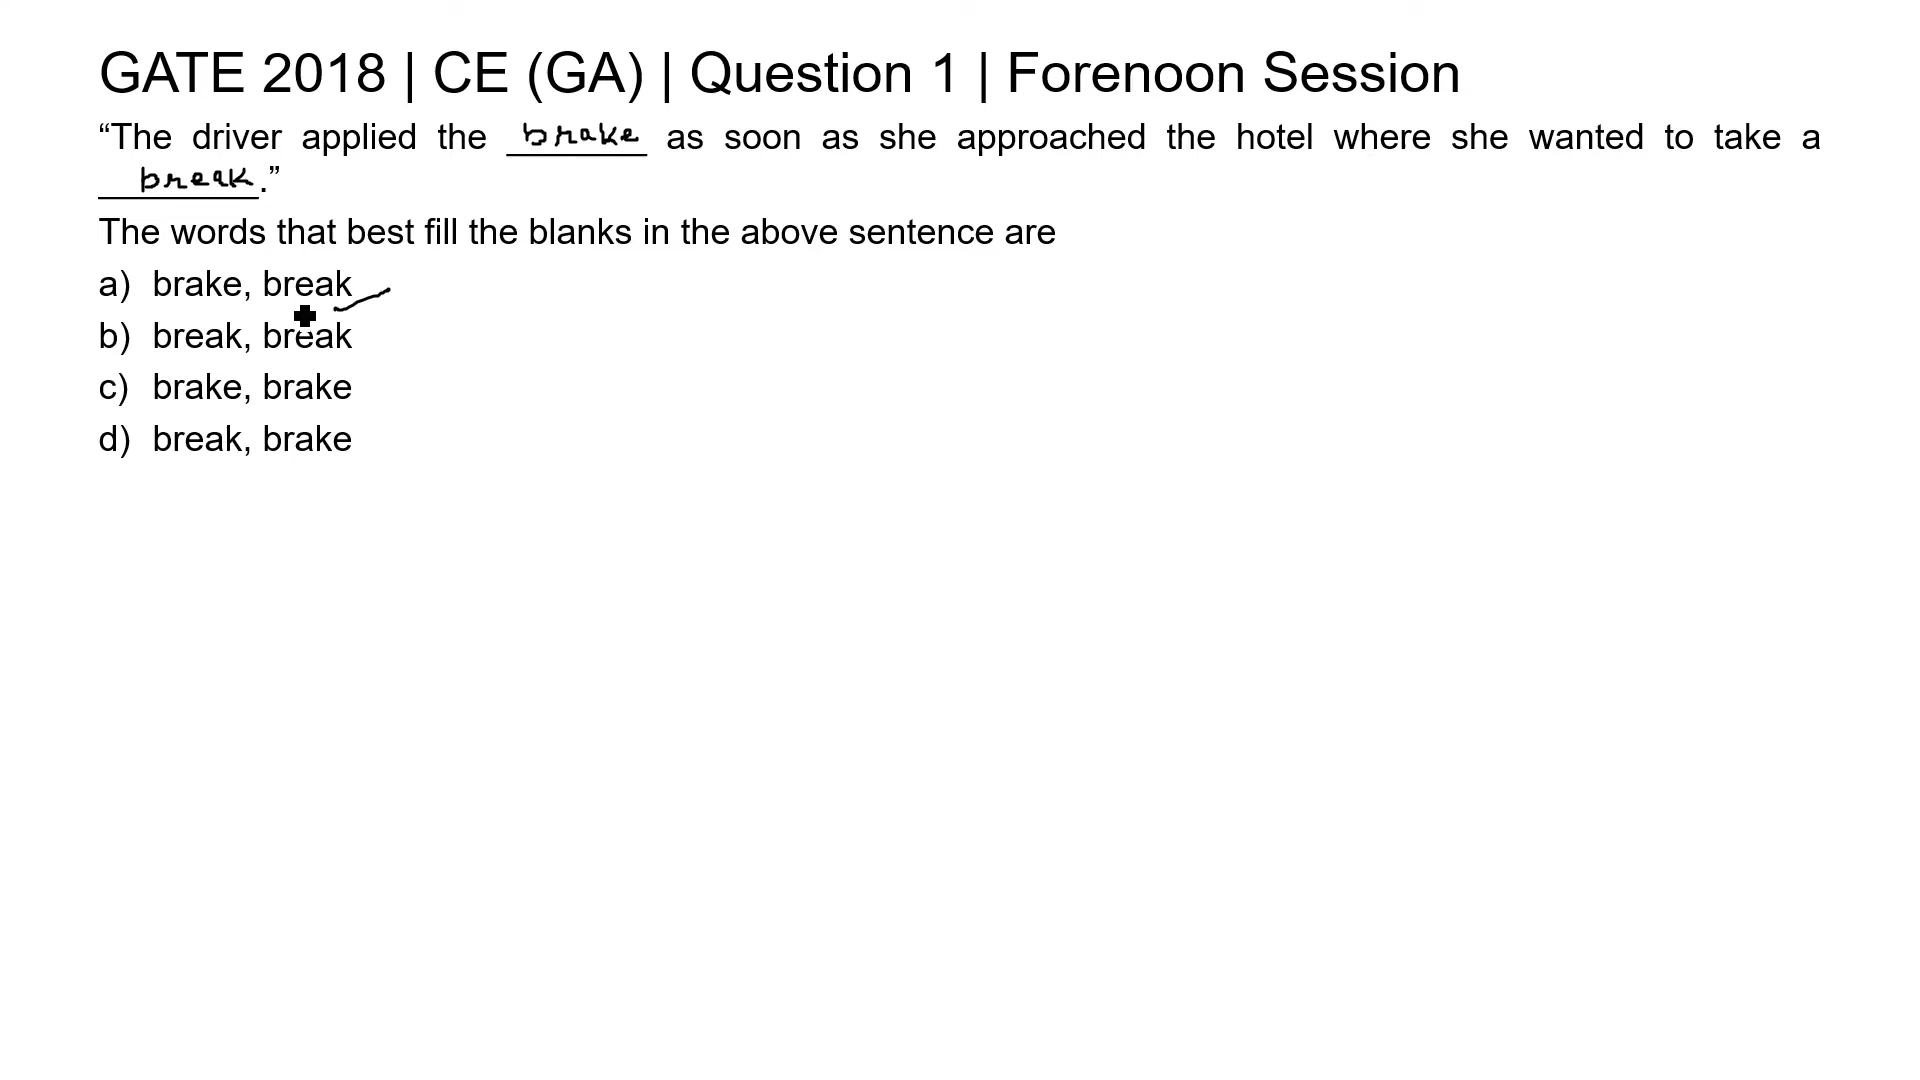 GATE 2018 | CE (GA) | Question 1 | Forenoon Session
“The driver applied the brake as soon as she approached the hotel where she wanted to take a
break.”
The words that best fill the blanks in the above sentence are
a) brake, break
b) break, break
c) brake, brake
d) break, brake